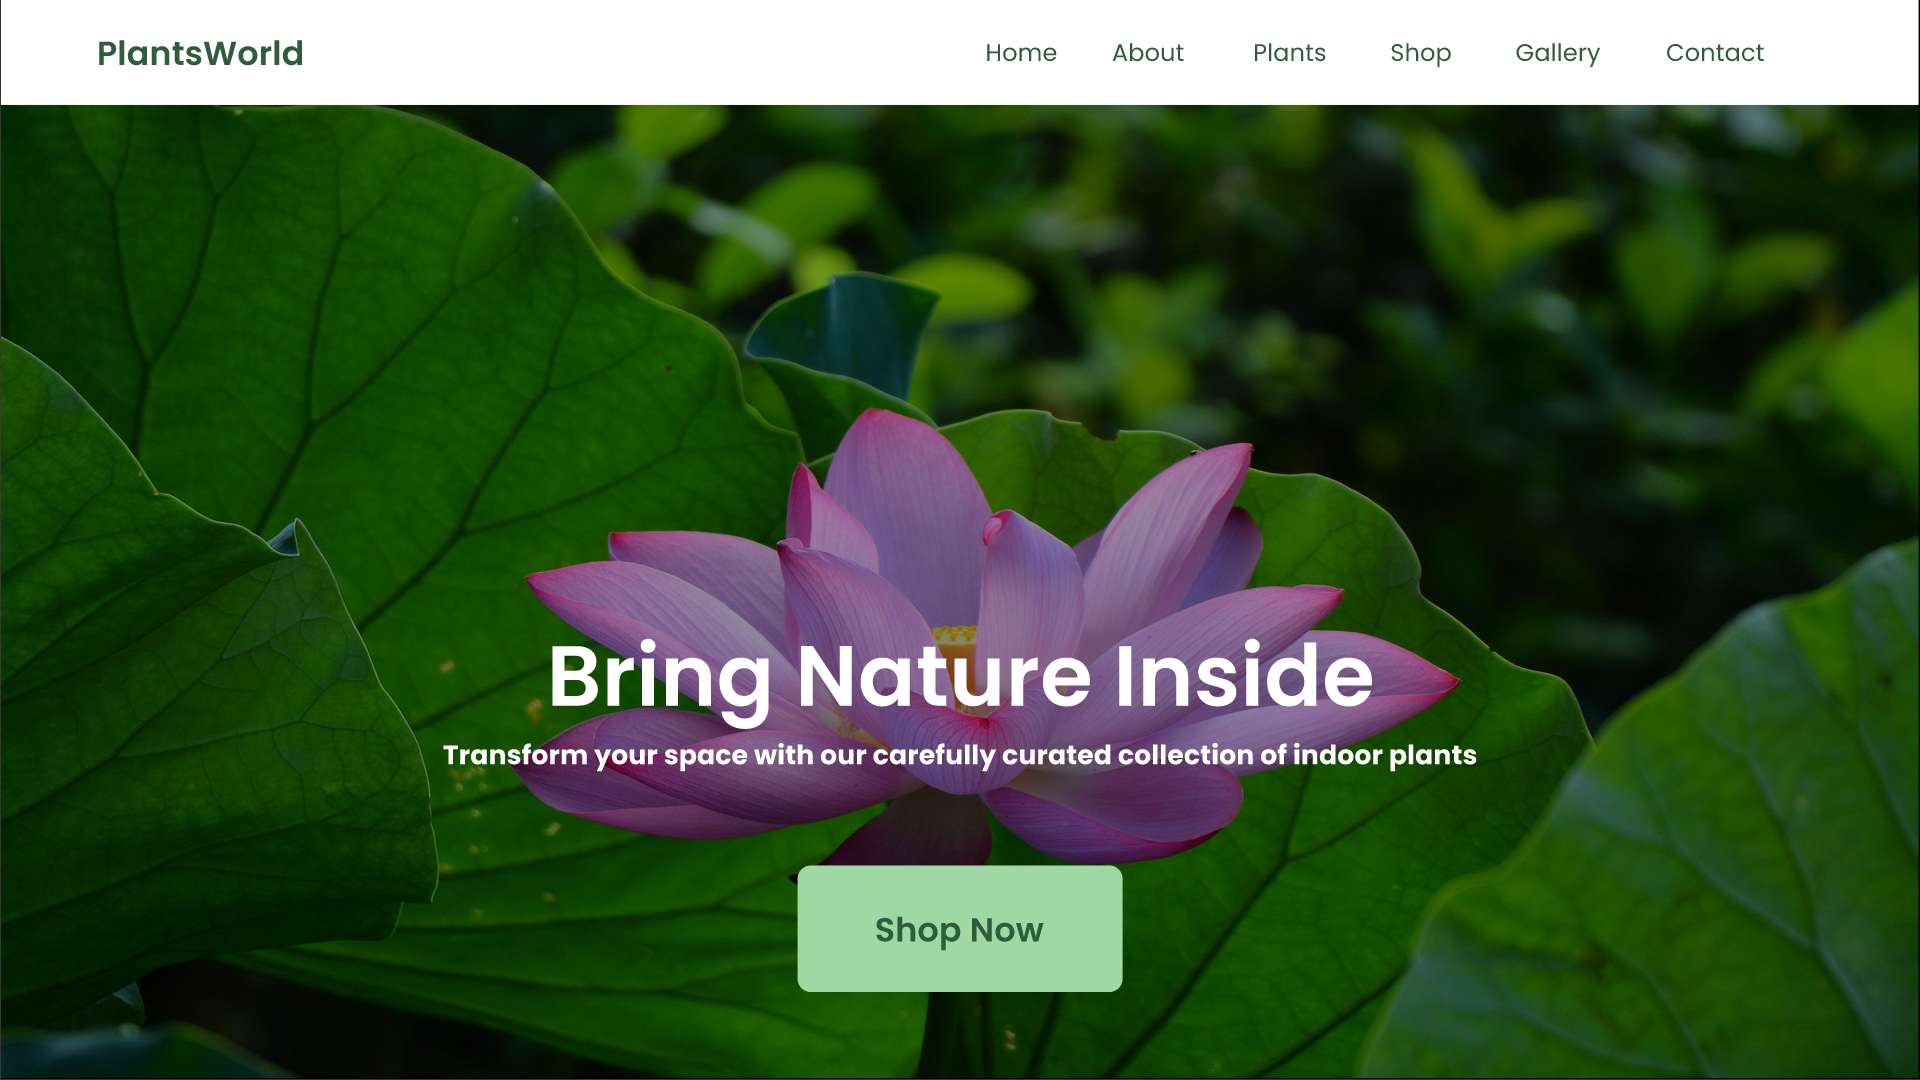 PlantsWorld
Home About Plants Shop Gallery Contact
Bring Nature Inside
Transform your space with our carefully curated collection of indoor plants
Shop Now